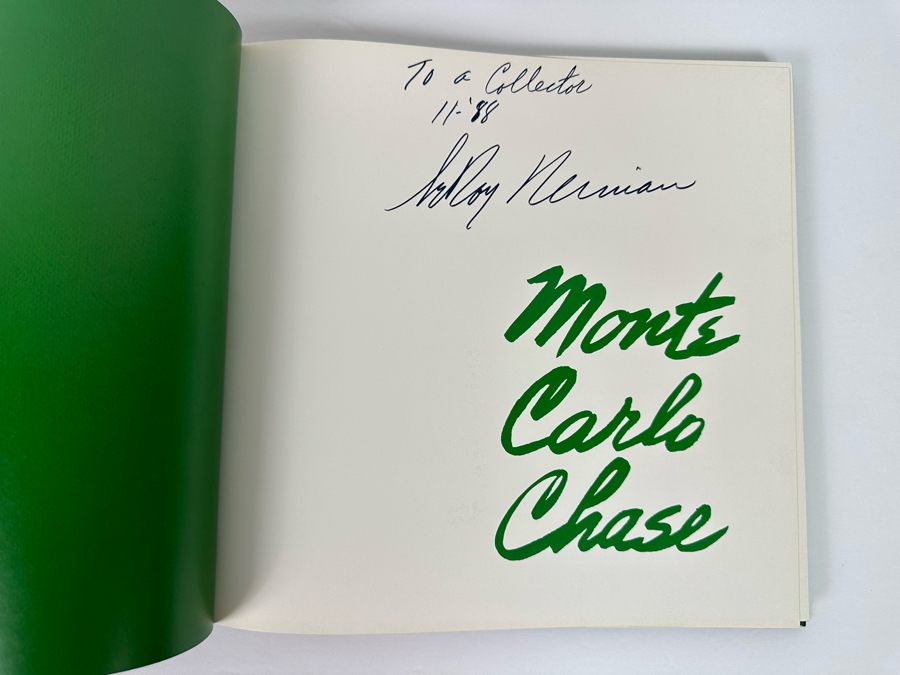 To a Collector
11-'88
LeRoy Neiman
Monte
Carlo
Chase